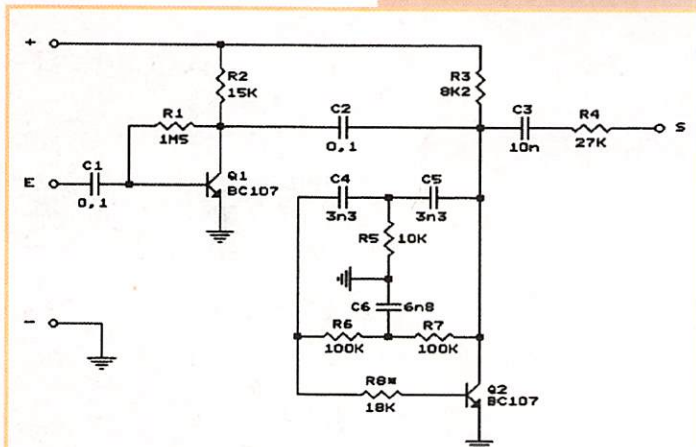 +
R2
15K
R3
8K2
R1
1M5
C2
0,1
C3
10n
R4
27K
S
E
C1
0,1
Q1
BC107
C4
3n3
C5
3n3
R5
10K
C6
6n8
-
R6
100K
R7
100K
R8*
18K
Q2
BC107